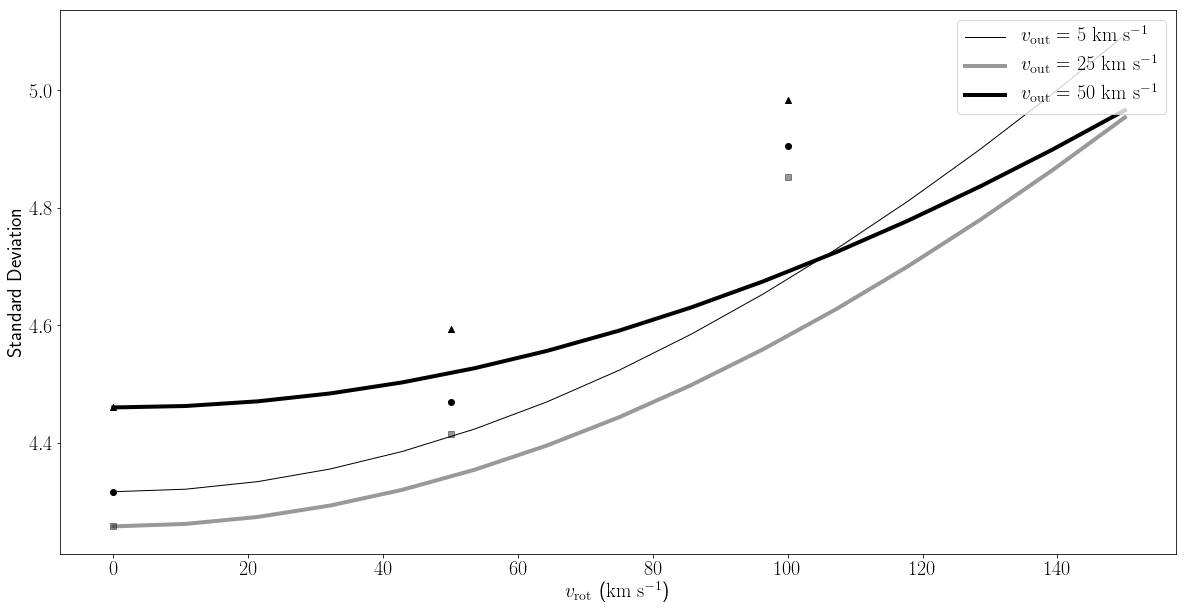 v_out = 5 km s⁻¹
v_out = 25 km s⁻¹
v_out = 50 km s⁻¹
5.0
4.8
4.6
4.4
Standard Deviation
0 20 40 60 80 100 120 140
v_rot (km s⁻¹)